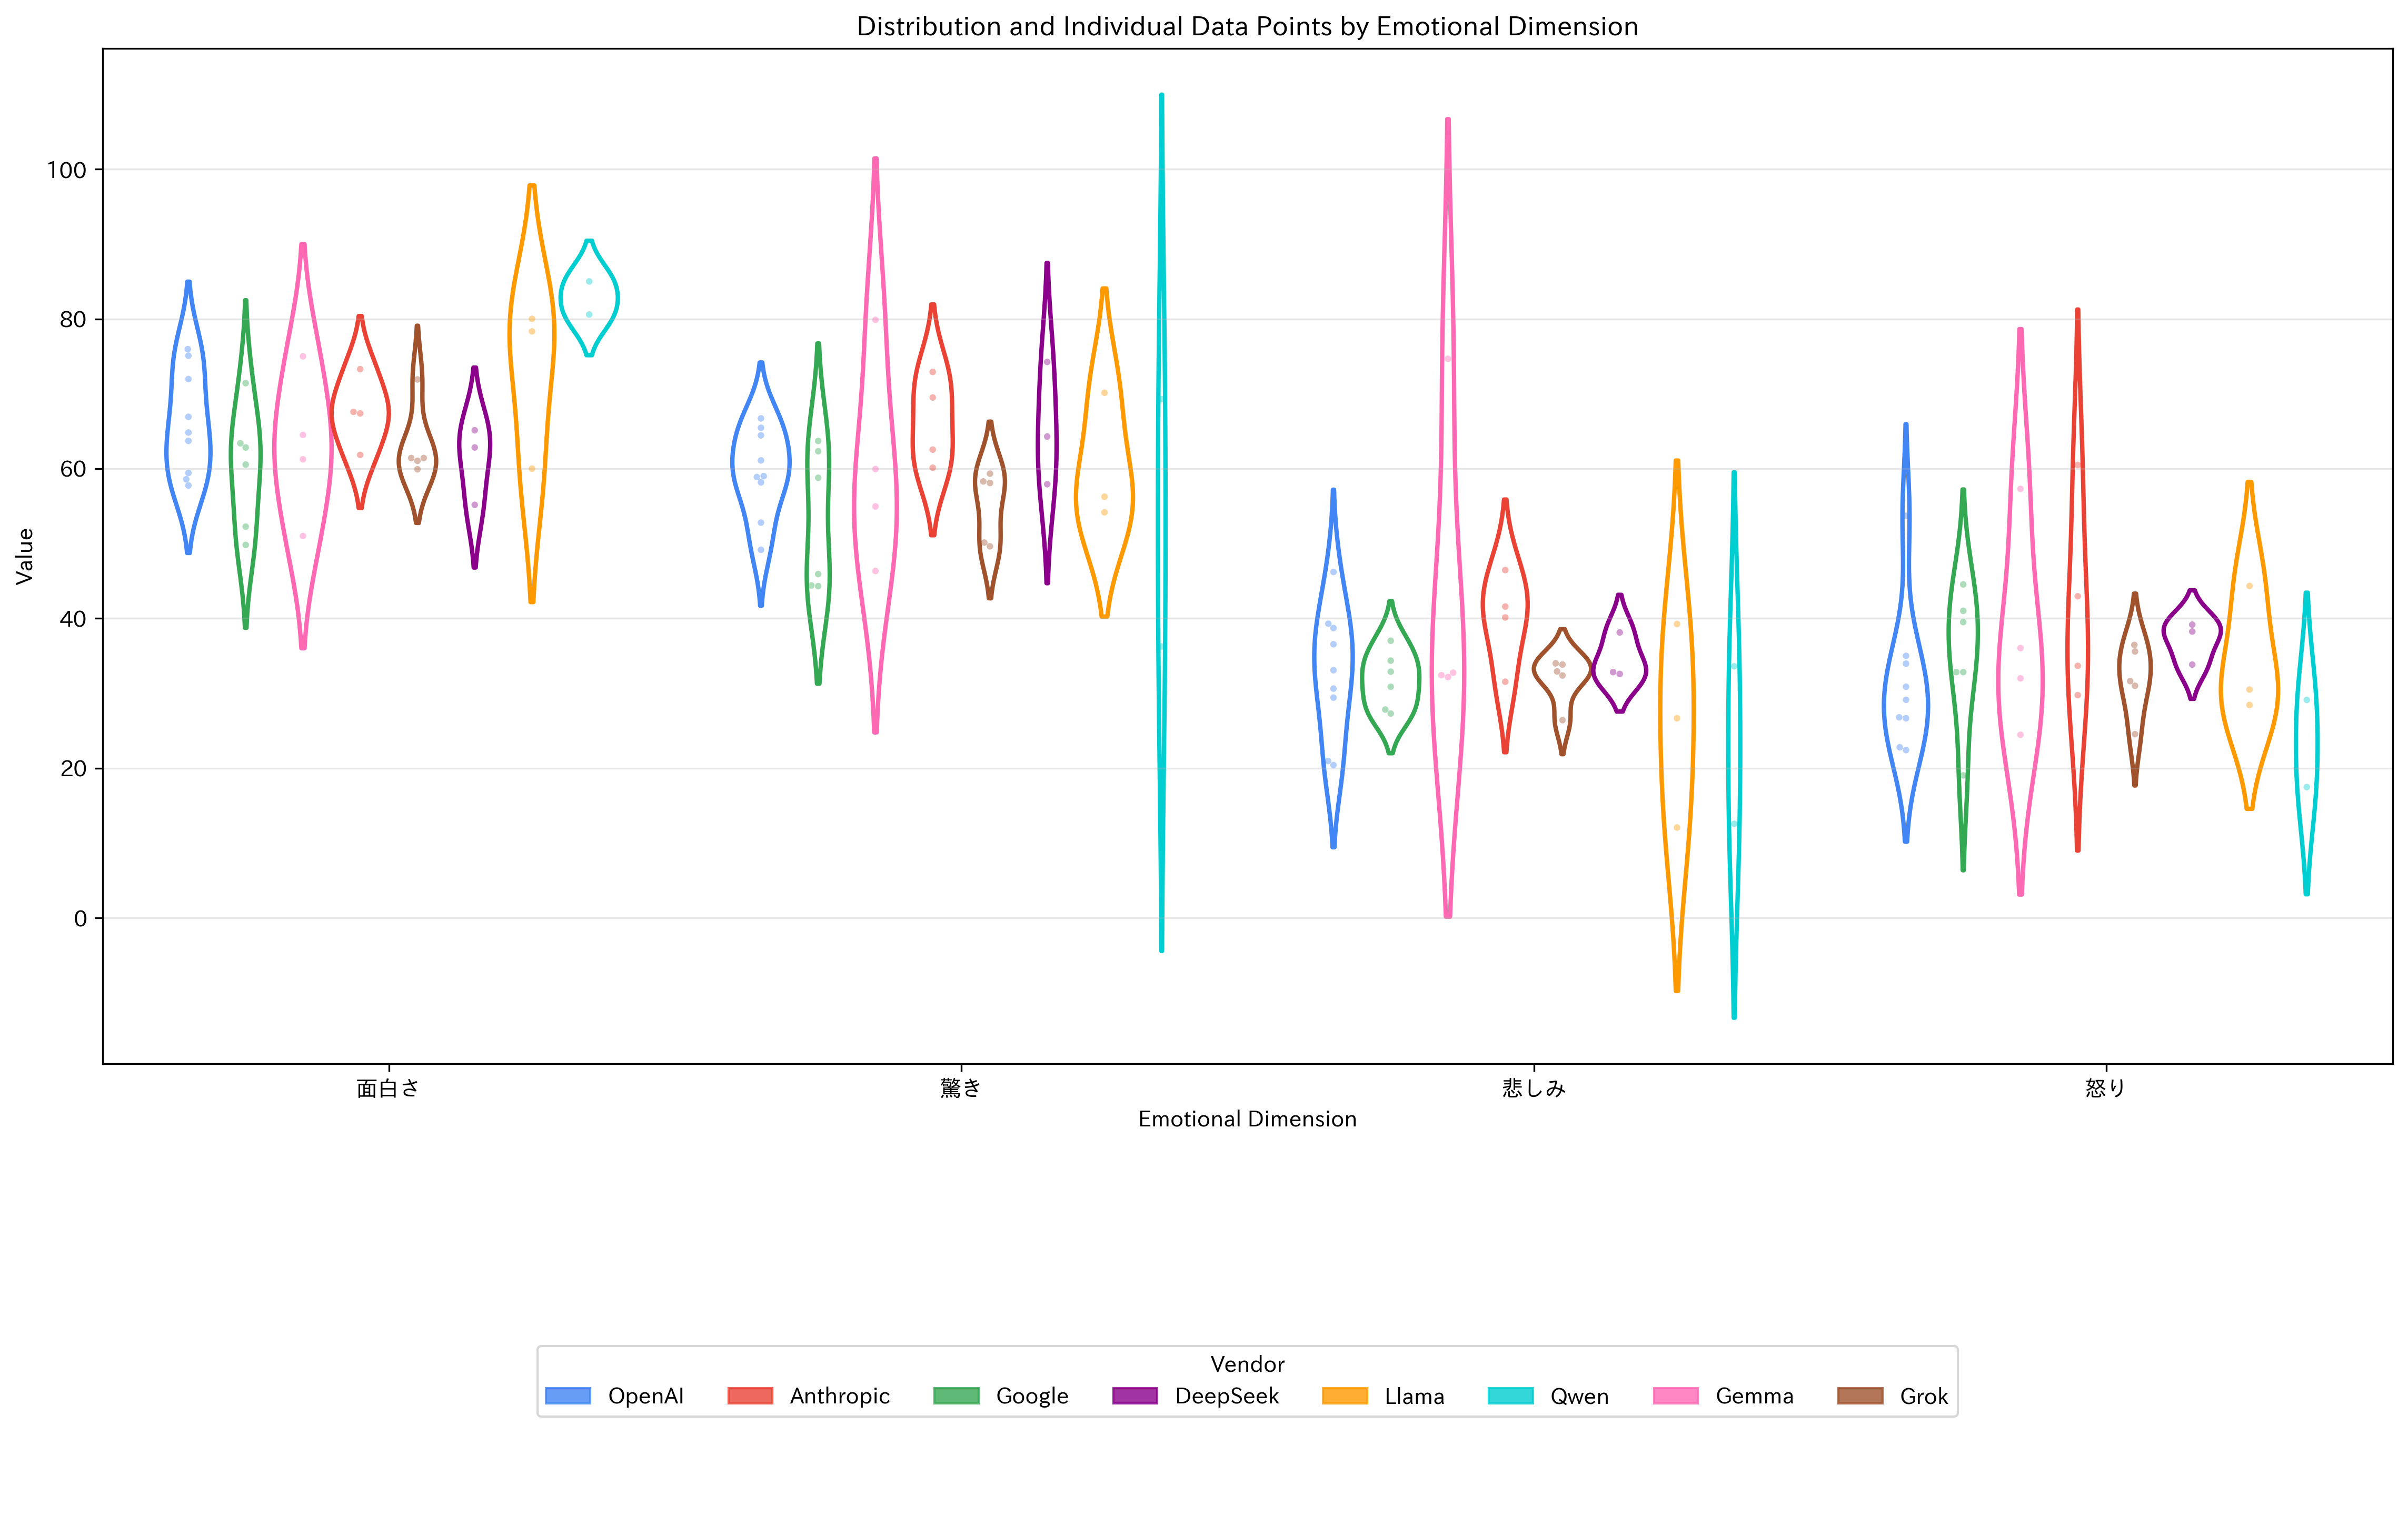 Distribution and Individual Data Points by Emotional Dimension
Value
100
80
60
40
20
0
面白さ 驚き 悲しみ 怒り
Emotional Dimension
Vendor
OpenAI Anthropic Google DeepSeek Llama Qwen Gemma Grok